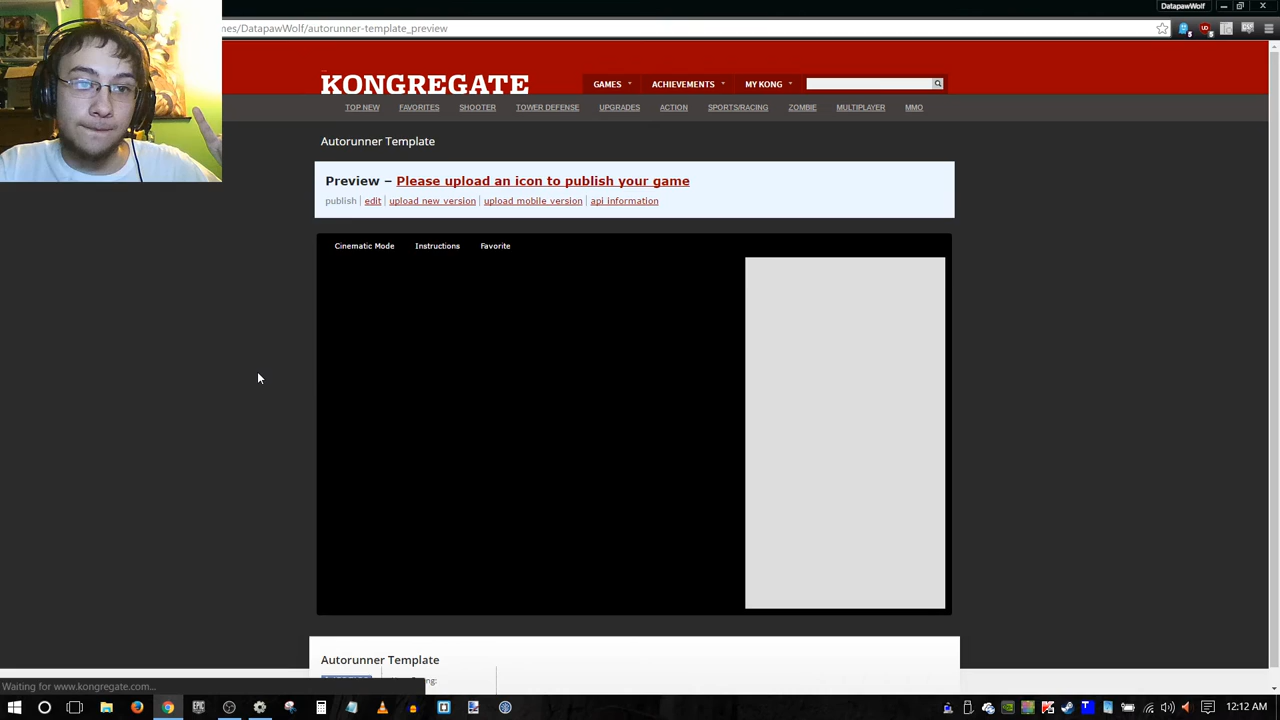 DatapawWolf
mes/DatapawWolf/autorunner-template_preview
KONGREGATE
GAMES ACHIEVEMENTS MY KONG
TOP NEW FAVORITES SHOOTER TOWER DEFENSE UPGRADES ACTION SPORTS/RACING ZOMBIE MULTIPLAYER MMO
Autorunner Template
Preview – Please upload an icon to publish your game
publish edit upload new version upload mobile version api information
Cinematic Mode Instructions Favorite
Autorunner Template
Waiting for www.kongregate.com...
12:12 AM